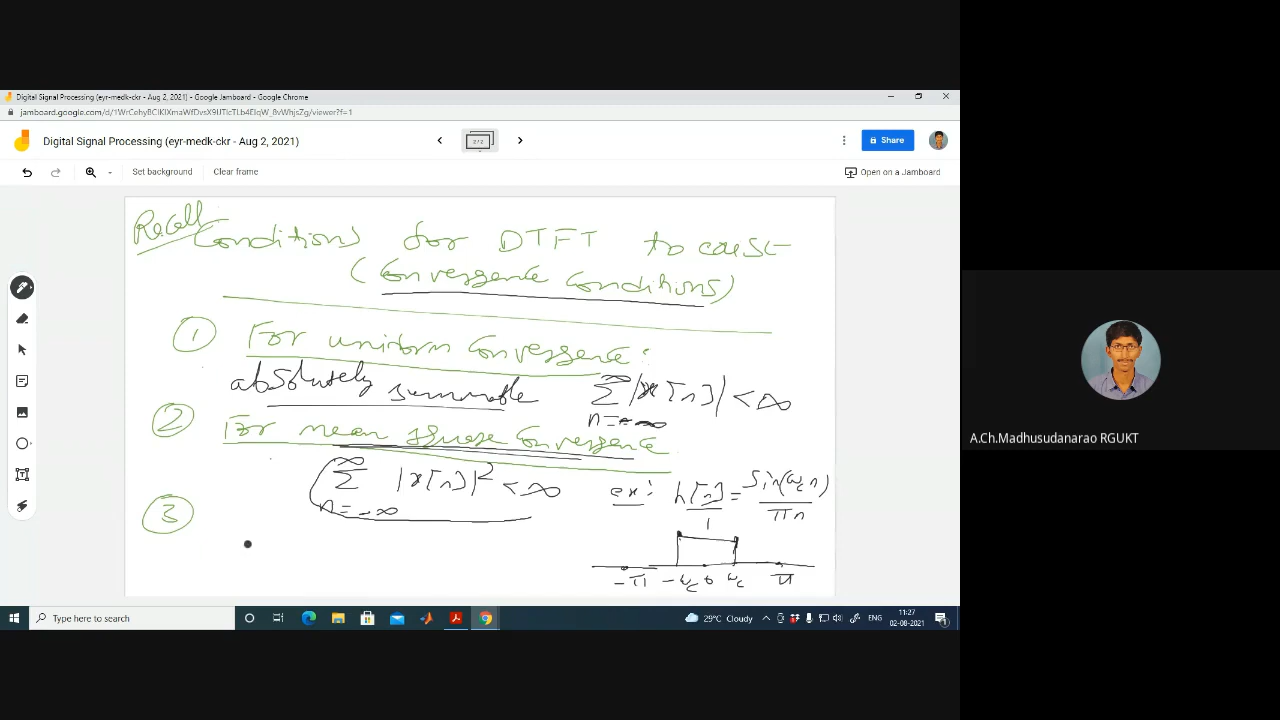 Digital Signal Processing (eyr-medk-ckr - Aug 2, 2021) - Google Jamboard - Google Chrome
Digital Signal Processing (eyr-medk-ckr - Aug 2, 2021)
2/2
Share
Set background
Clear frame
Open on a Jamboard
Recall
Conditions for DTFT to exist
(Convergence Conditions)
① For uniform Convergence:
absolutely summable ∑ n=-∞ ∞ |x[n]| < ∞
② For mean square Convergence
∑ n=-∞ ∞ |x[n]|² < ∞ ex: h[n] = Sin(ωc n) / πn
1
③
-π -ωc 0 ωc π
A.Ch.Madhusudanarao RGUKT
Type here to search
29°C Cloudy
ENG
11:27
02-08-2021